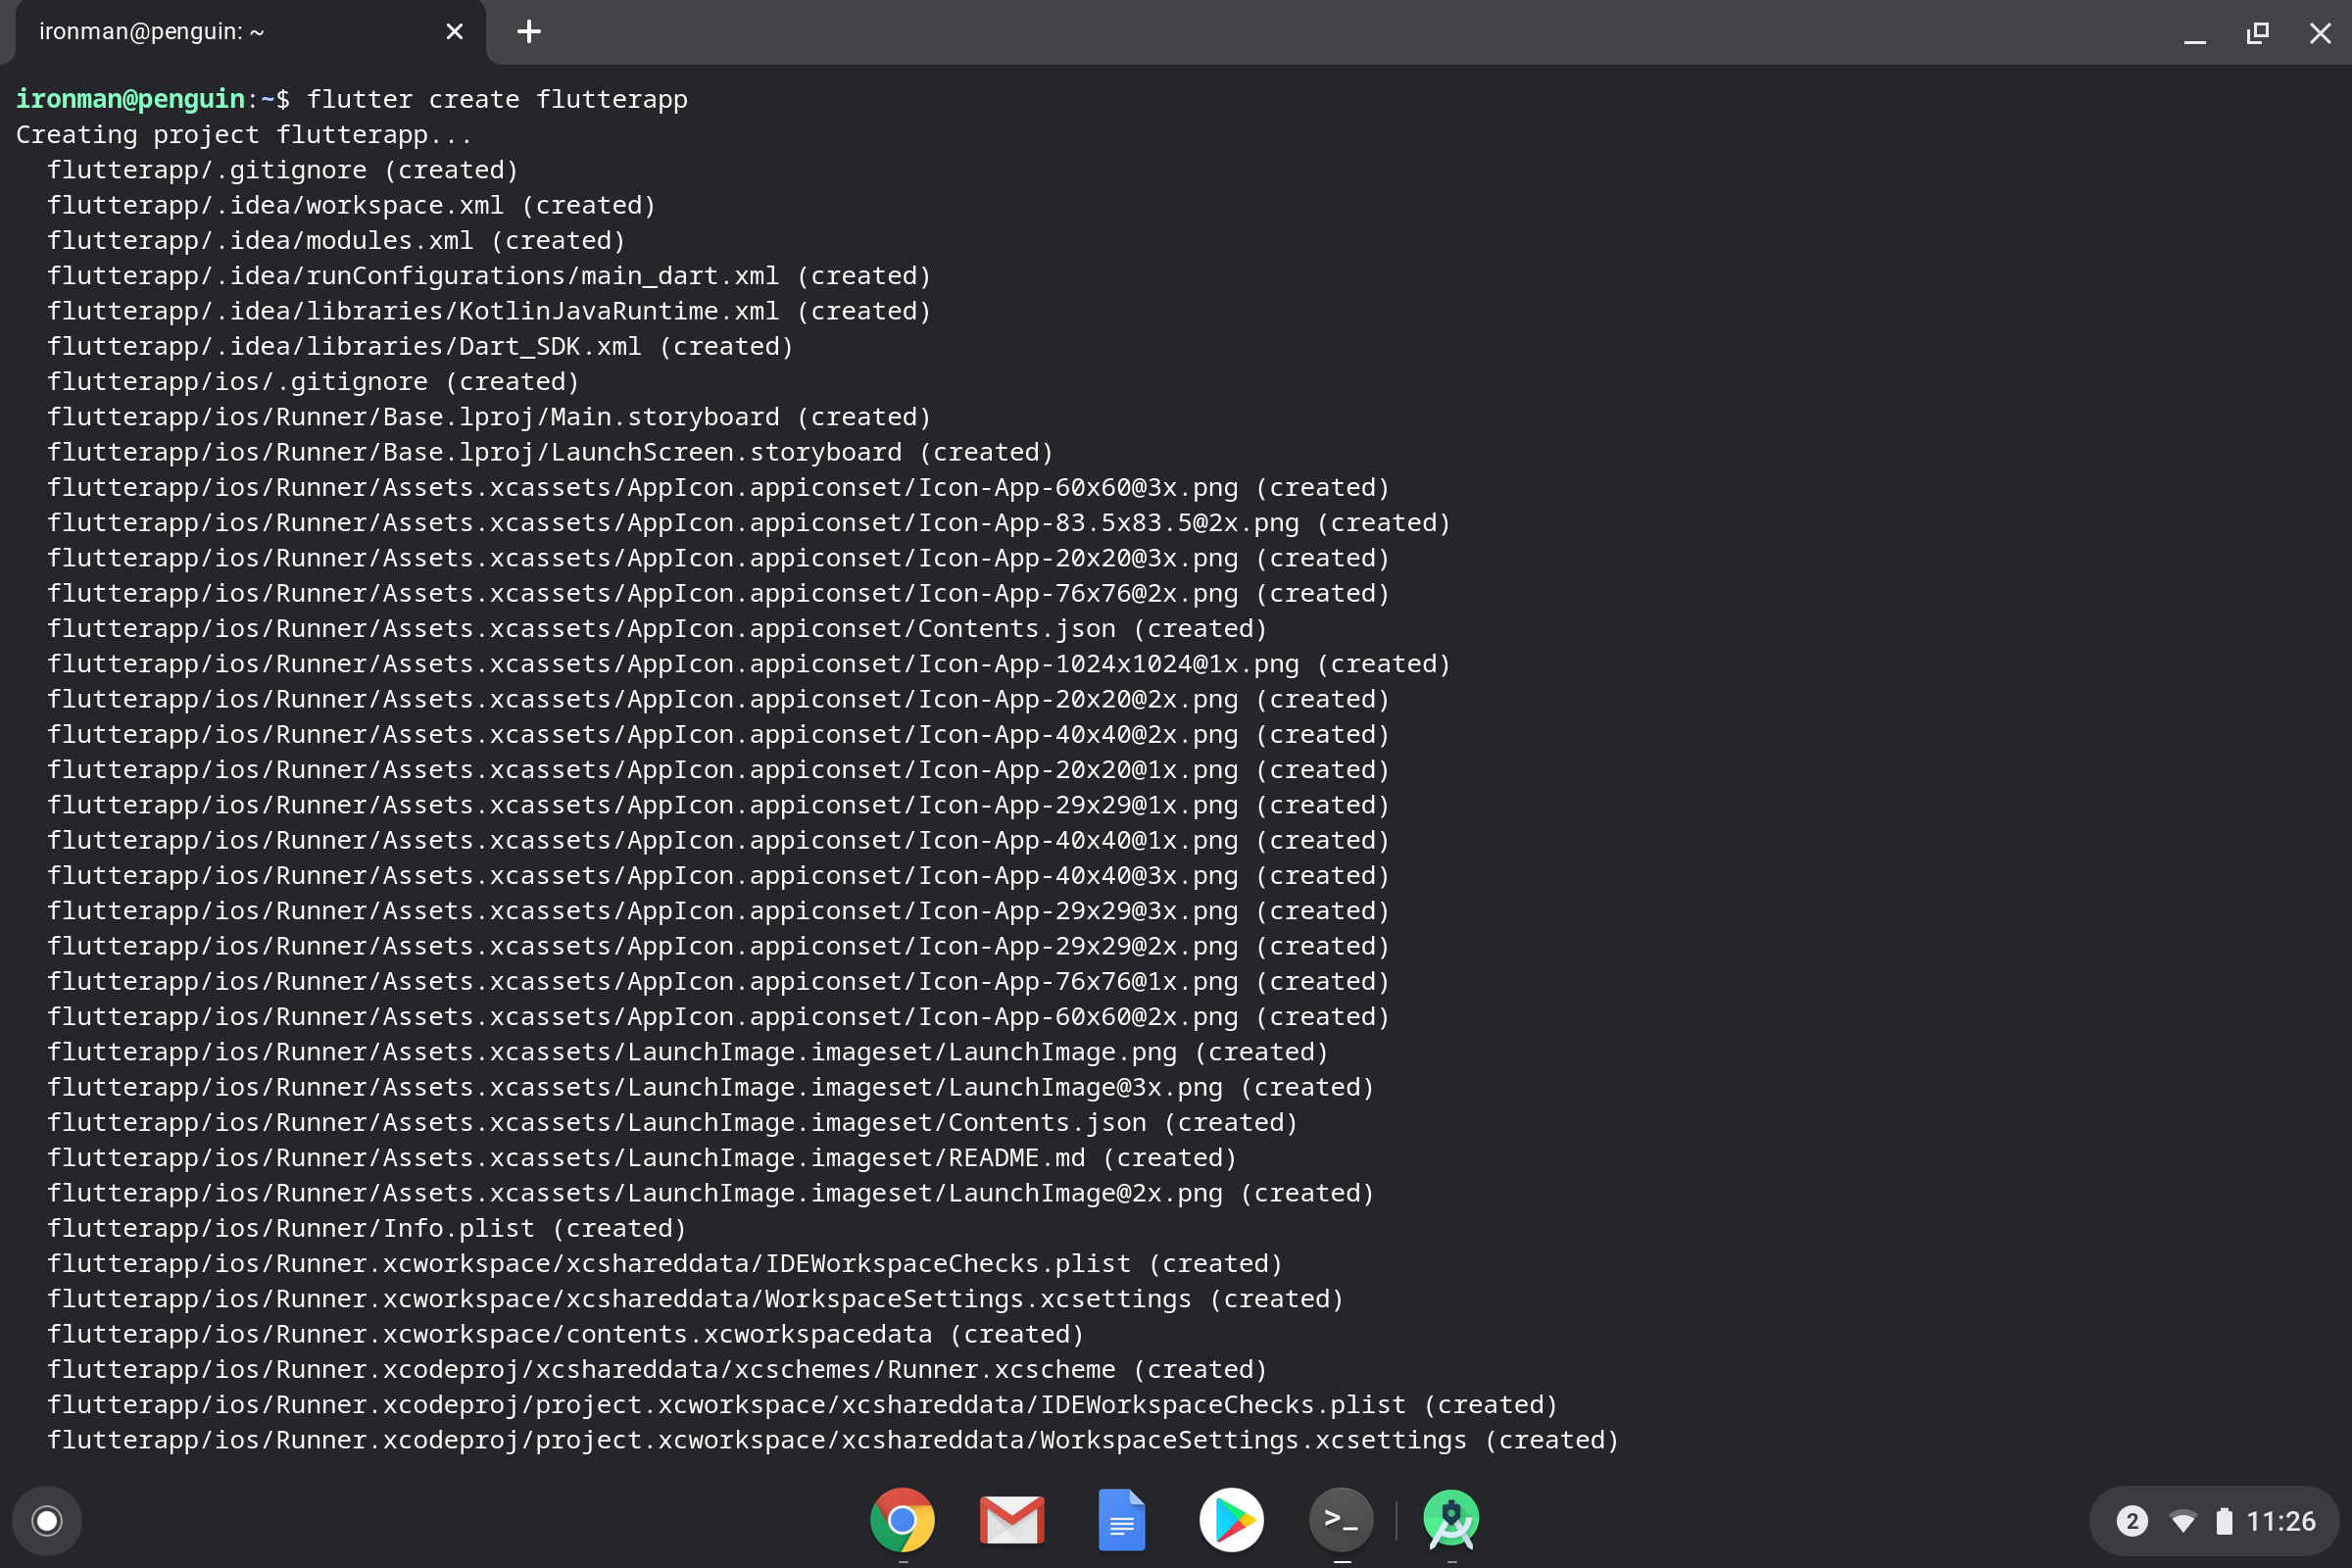 ironman@penguin: ~
ironman@penguin:~$ flutter create flutterapp
Creating project flutterapp...
flutterapp/.gitignore (created)
flutterapp/.idea/workspace.xml (created)
flutterapp/.idea/modules.xml (created)
flutterapp/.idea/runConfigurations/main_dart.xml (created)
flutterapp/.idea/libraries/KotlinJavaRuntime.xml (created)
flutterapp/.idea/libraries/Dart_SDK.xml (created)
flutterapp/ios/.gitignore (created)
flutterapp/ios/Runner/Base.lproj/Main.storyboard (created)
flutterapp/ios/Runner/Base.lproj/LaunchScreen.storyboard (created)
flutterapp/ios/Runner/Assets.xcassets/AppIcon.appiconset/Icon-App-60x60@3x.png (created)
flutterapp/ios/Runner/Assets.xcassets/AppIcon.appiconset/Icon-App-83.5x83.5@2x.png (created)
flutterapp/ios/Runner/Assets.xcassets/AppIcon.appiconset/Icon-App-20x20@3x.png (created)
flutterapp/ios/Runner/Assets.xcassets/AppIcon.appiconset/Icon-App-76x76@2x.png (created)
flutterapp/ios/Runner/Assets.xcassets/AppIcon.appiconset/Contents.json (created)
flutterapp/ios/Runner/Assets.xcassets/AppIcon.appiconset/Icon-App-1024x1024@1x.png (created)
flutterapp/ios/Runner/Assets.xcassets/AppIcon.appiconset/Icon-App-20x20@2x.png (created)
flutterapp/ios/Runner/Assets.xcassets/AppIcon.appiconset/Icon-App-40x40@2x.png (created)
flutterapp/ios/Runner/Assets.xcassets/AppIcon.appiconset/Icon-App-20x20@1x.png (created)
flutterapp/ios/Runner/Assets.xcassets/AppIcon.appiconset/Icon-App-29x29@1x.png (created)
flutterapp/ios/Runner/Assets.xcassets/AppIcon.appiconset/Icon-App-40x40@1x.png (created)
flutterapp/ios/Runner/Assets.xcassets/AppIcon.appiconset/Icon-App-40x40@3x.png (created)
flutterapp/ios/Runner/Assets.xcassets/AppIcon.appiconset/Icon-App-29x29@3x.png (created)
flutterapp/ios/Runner/Assets.xcassets/AppIcon.appiconset/Icon-App-29x29@2x.png (created)
flutterapp/ios/Runner/Assets.xcassets/AppIcon.appiconset/Icon-App-76x76@1x.png (created)
flutterapp/ios/Runner/Assets.xcassets/AppIcon.appiconset/Icon-App-60x60@2x.png (created)
flutterapp/ios/Runner/Assets.xcassets/LaunchImage.imageset/LaunchImage.png (created)
flutterapp/ios/Runner/Assets.xcassets/LaunchImage.imageset/LaunchImage@3x.png (created)
flutterapp/ios/Runner/Assets.xcassets/LaunchImage.imageset/Contents.json (created)
flutterapp/ios/Runner/Assets.xcassets/LaunchImage.imageset/README.md (created)
flutterapp/ios/Runner/Assets.xcassets/LaunchImage.imageset/LaunchImage@2x.png (created)
flutterapp/ios/Runner/Info.plist (created)
flutterapp/ios/Runner.xcworkspace/xcshareddata/IDEWorkspaceChecks.plist (created)
flutterapp/ios/Runner.xcworkspace/xcshareddata/WorkspaceSettings.xcsettings (created)
flutterapp/ios/Runner.xcworkspace/contents.xcworkspacedata (created)
flutterapp/ios/Runner.xcodeproj/xcshareddata/xcschemes/Runner.xcscheme (created)
flutterapp/ios/Runner.xcodeproj/project.xcworkspace/xcshareddata/IDEWorkspaceChecks.plist (created)
flutterapp/ios/Runner.xcodeproj/project.xcworkspace/xcshareddata/WorkspaceSettings.xcsettings (created)
>_
2 11:26